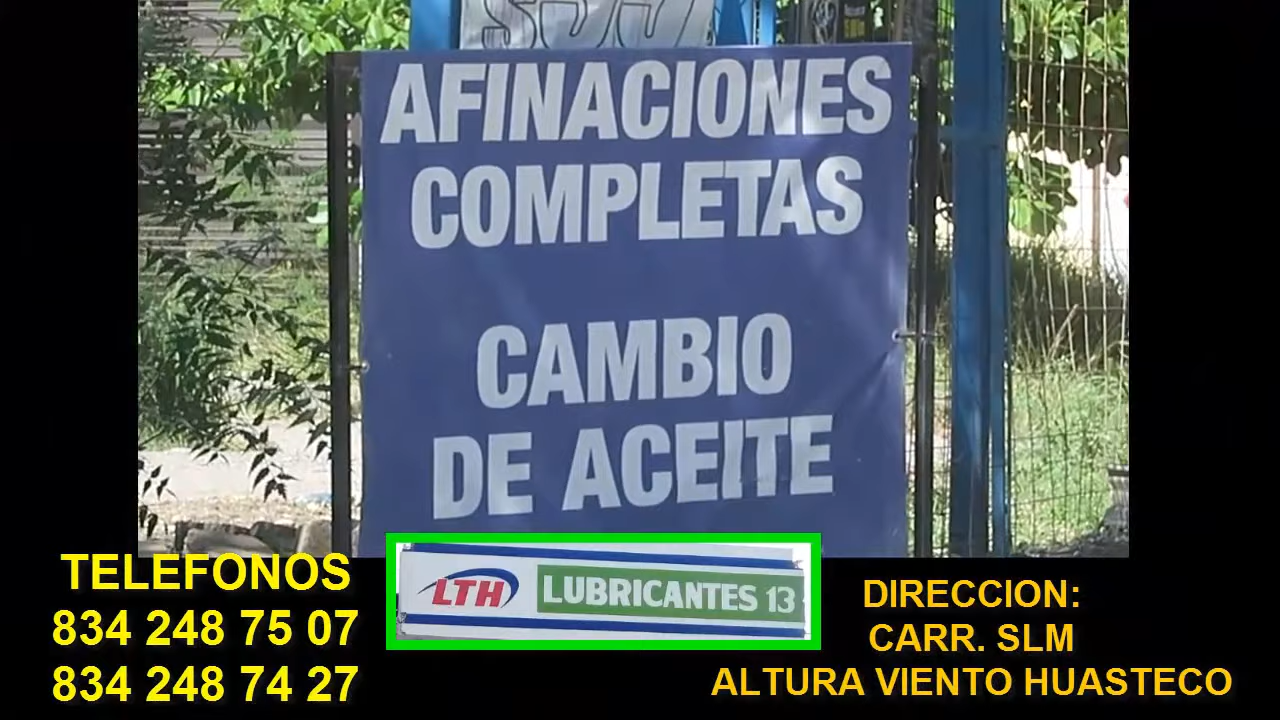 AFINACIONES
COMPLETAS
CAMBIO
DE ACEITE
TELEFONOS
834 248 75 07
834 248 74 27
LTH LUBRICANTES 13
DIRECCION:
CARR. SLM
ALTURA VIENTO HUASTECO